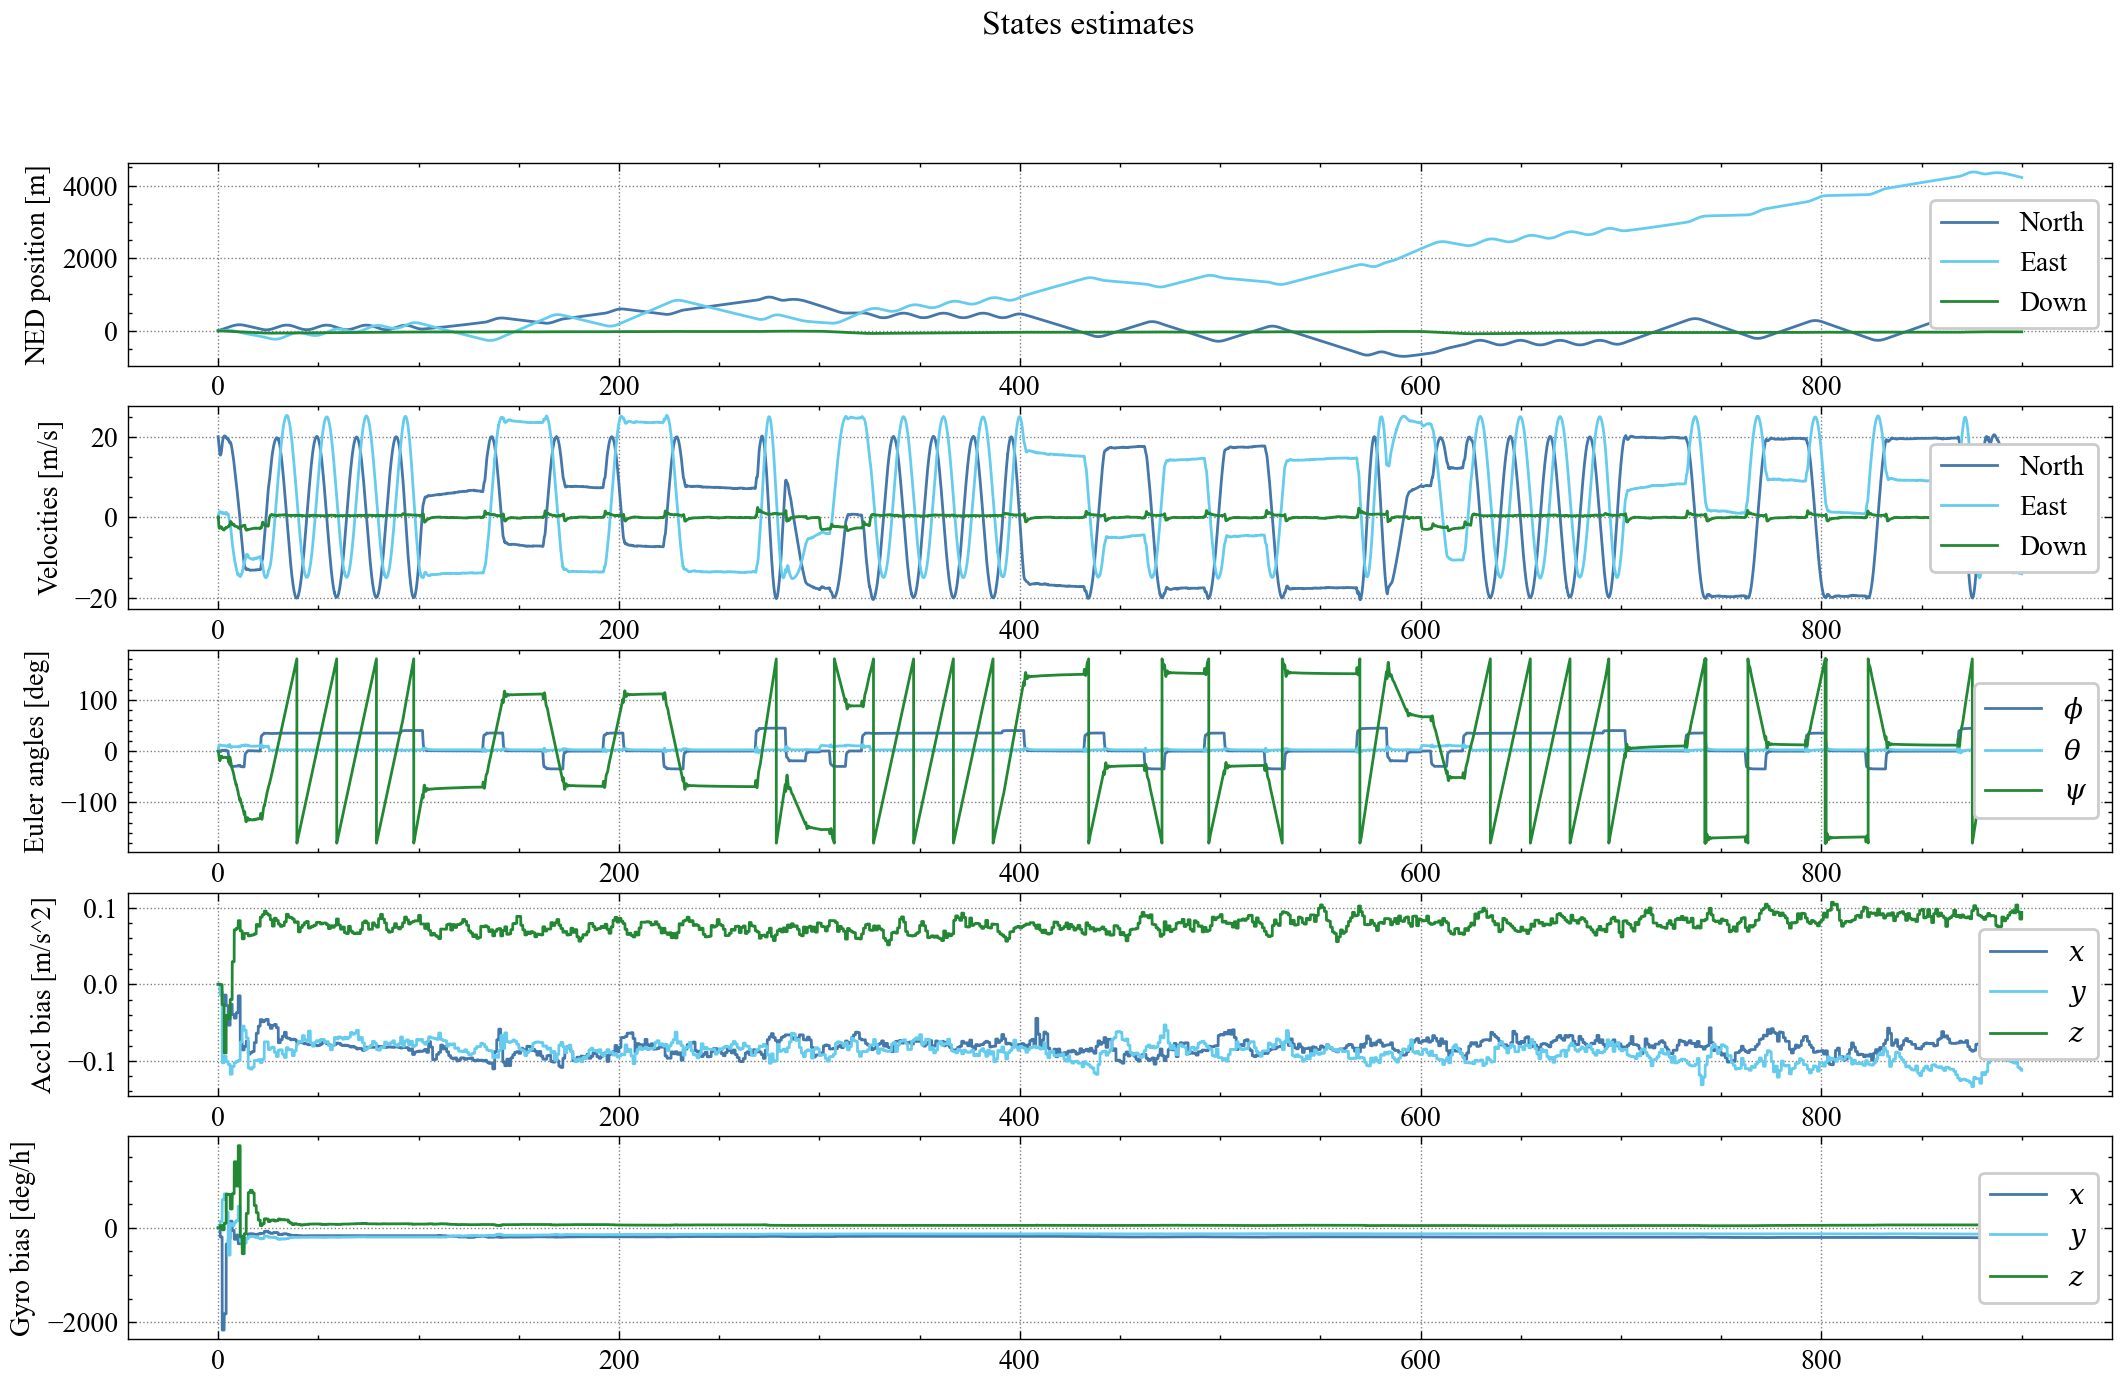 States estimates
NED position [m]
4000
2000
0
North
East
Down
0 200 400 600 800
Velocities [m/s]
20
0
−20
North
East
Down
0 200 400 600 800
Euler angles [deg]
100
0
−100
ϕ
θ
ψ
0 200 400 600 800
Accl bias [m/s^2]
0.1
0.0
−0.1
x
y
z
0 200 400 600 800
Gyro bias [deg/h]
0
−2000
x
y
z
0 200 400 600 800